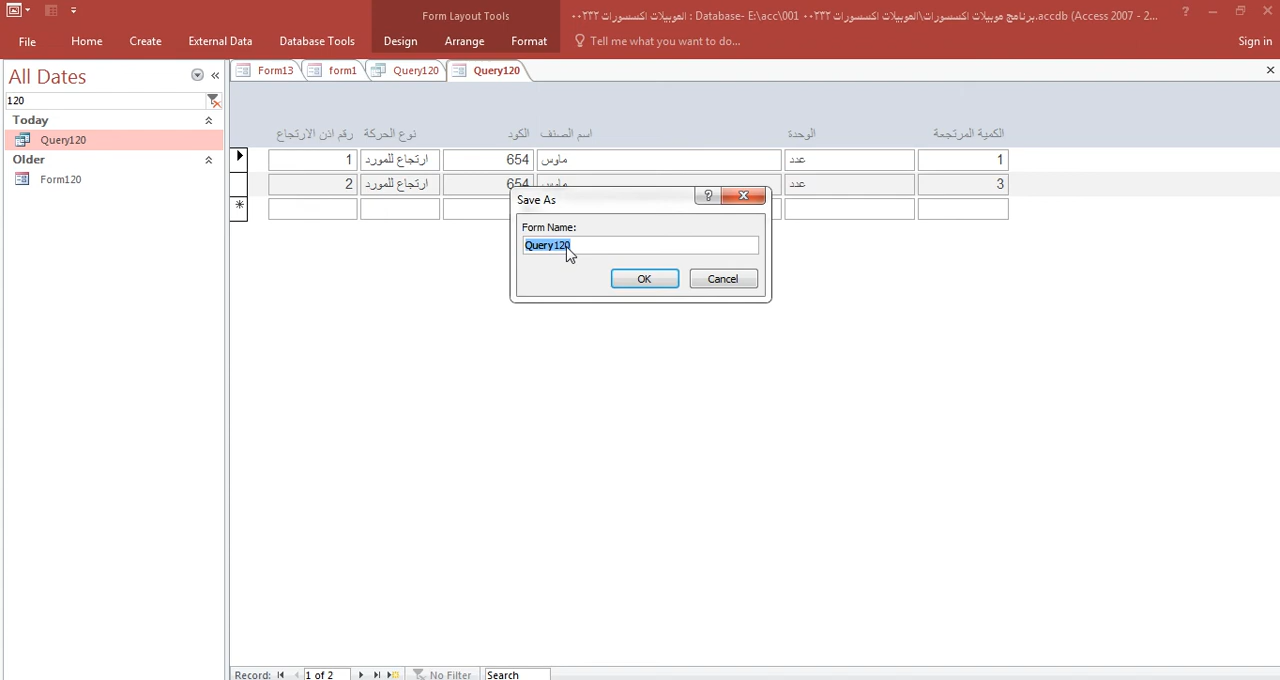 Form Layout Tools
برنامج موبيلات اكسسورات\الموبيلات اكسسورات ٠٠٢٣٢ : Database- E:\acc\001 الموبيلات اكسسورات ٠٠٢٣٢.accdb (Access 2007 - 2...
File Home Create External Data Database Tools Design Arrange Format Tell me what you want to do... Sign in
All Dates
Form13 form1 Query120 Query120
120
Today
Query120
Older
Form120
رقم اذن الارتجاع نوع الحركة الكود اسم الصنف الوحدة الكمية المرتجعة
1 ارتجاع للمورد 654 ماوس عدد 1
2 ارتجاع للمورد 654 ماوس عدد 3
Save As
Form Name:
Query120
OK Cancel
Record: 1 of 2 No Filter Search